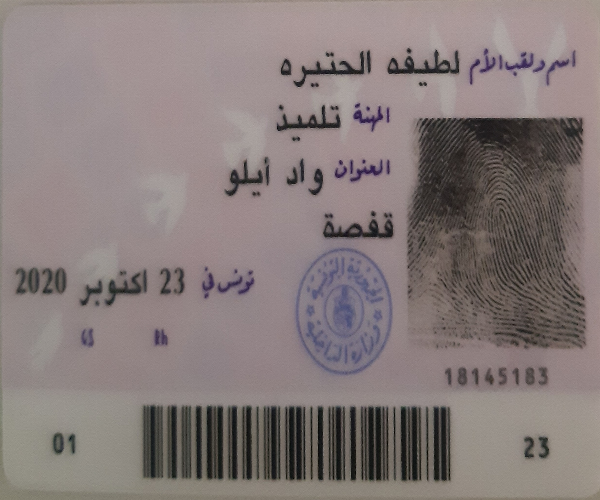 اسم ولقب الأم لطيفه الحتيره
المهنة تلميذ
العنوان واد أيلو
قفصة
تونس في 23 اكتوبر 2020
GS Rh
الجمهورية التونسية
وزارة الداخلية
18145183
01 23